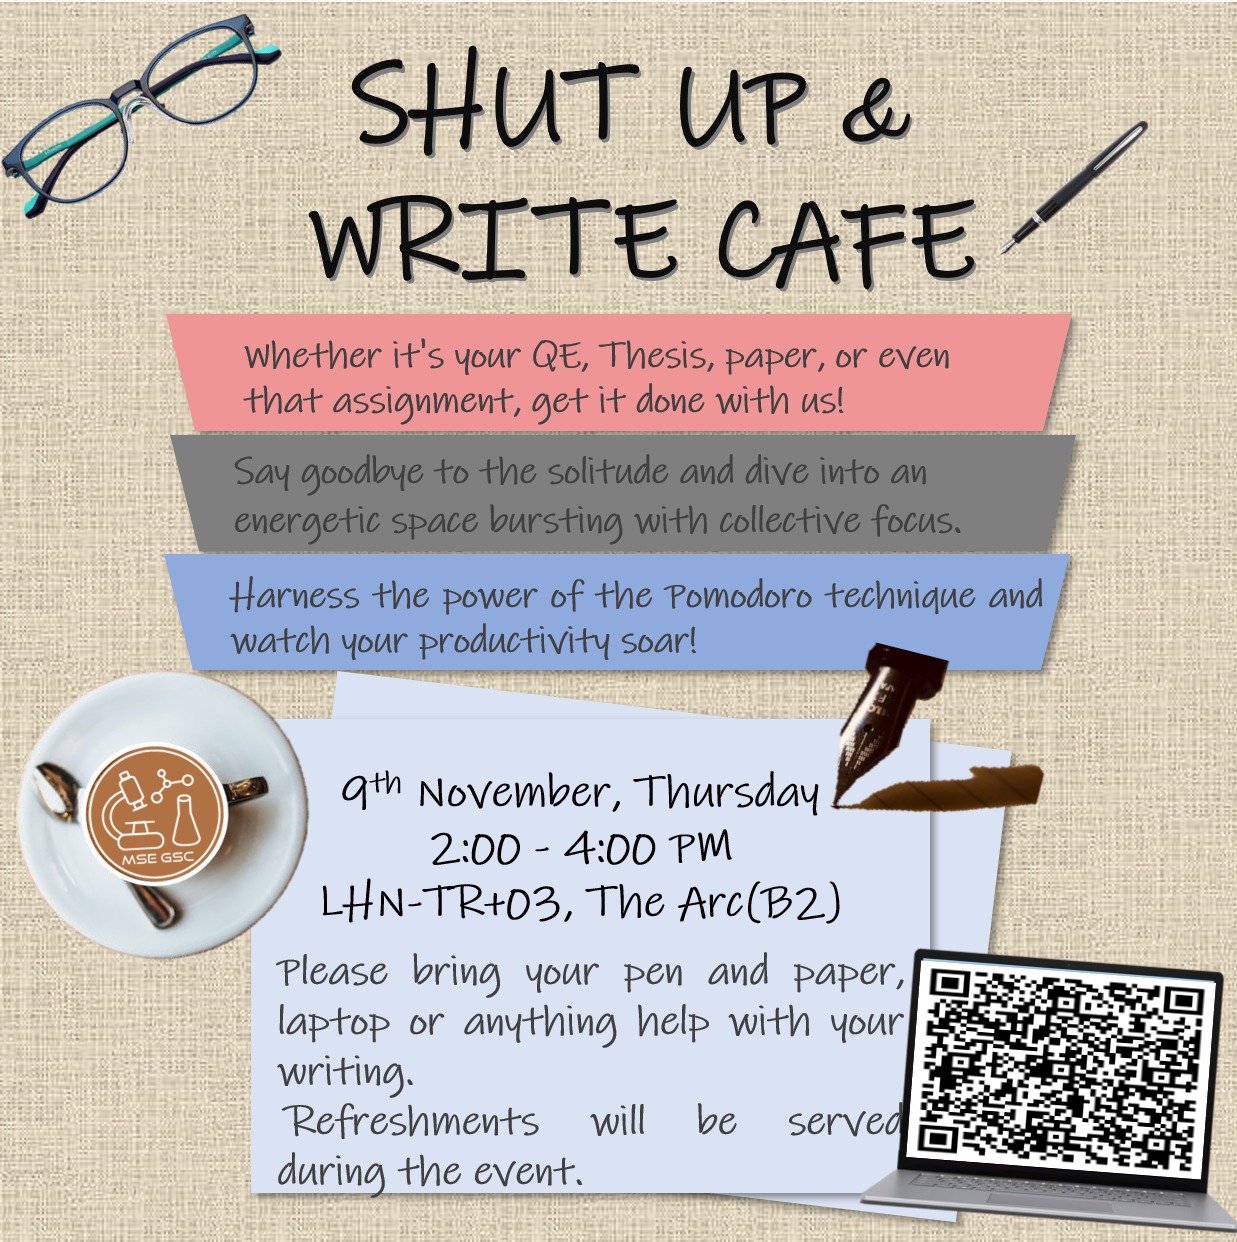 SHUT UP &
WRITE CAFE
Whether it's your QE, Thesis, paper, or even
that assignment, get it done with us!
Say goodbye to the solitude and dive into an
energetic space bursting with collective focus.
Harness the power of the Pomodoro technique and
watch your productivity soar!
MSE GSC
9th November, Thursday
2:00 - 4:00 PM
LHN-TR+03, The Arc(B2)
Please bring your pen and paper,
laptop or anything help with your
writing.
Refreshments will be served
during the event.